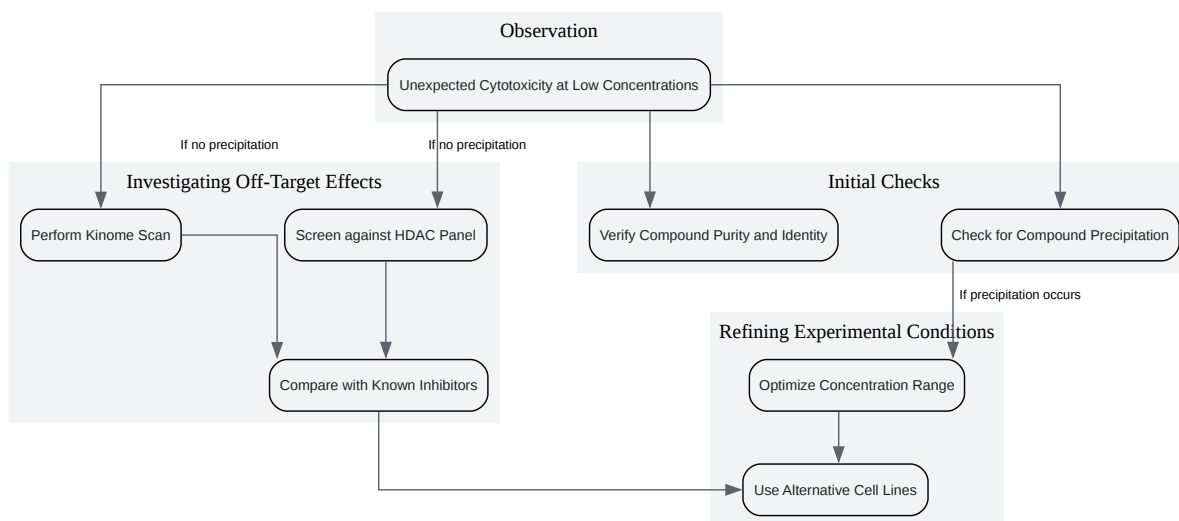 Observation
Unexpected Cytotoxicity at Low Concentrations
If no precipitation
If no precipitation
Investigating Off-Target Effects
Initial Checks
Perform Kinome Scan
Screen against HDAC Panel
Verify Compound Purity and Identity
Check for Compound Precipitation
If precipitation occurs
Refining Experimental Conditions
Compare with Known Inhibitors
Optimize Concentration Range
Use Alternative Cell Lines